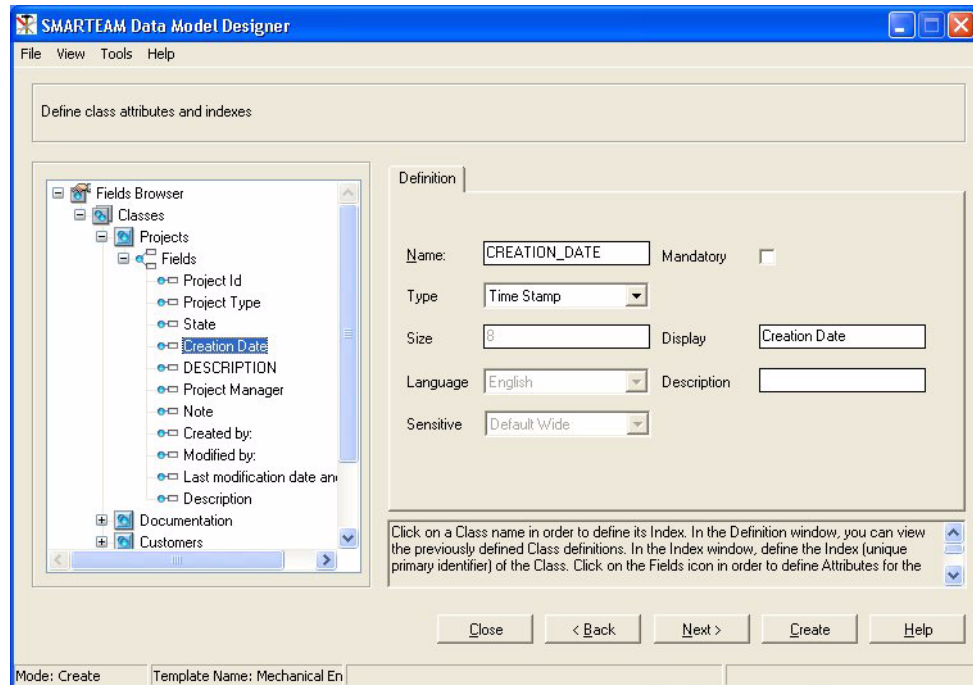 SMARTEAM Data Model Designer
File View Tools Help
Define class attributes and indexes
Fields Browser
Classes
Projects
Fields
Project Id
Project Type
State
Creation Date
DESCRIPTION
Project Manager
Note
Created by:
Modified by:
Last modification date an
Description
Documentation
Customers
Definition
Name: CREATION_DATE Mandatory
Type Time Stamp
Size 8 Display Creation Date
Language English Description
Sensitive Default Wide
Click on a Class name in order to define its Index. In the Definition window, you can view
the previously defined Class definitions. In the Index window, define the Index (unique
primary identifier) of the Class. Click on the Fields icon in order to define Attributes for the
Close < Back Next > Create Help
Mode: Create Template Name: Mechanical En